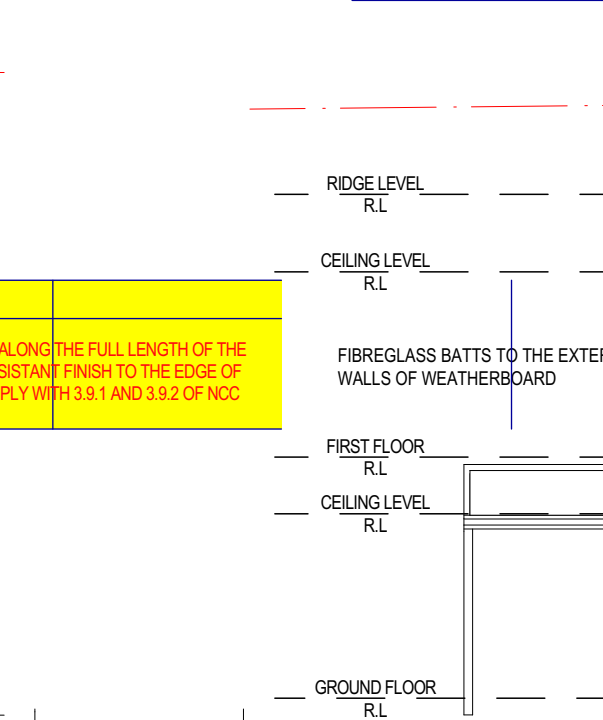 RIDGE LEVEL
R.L
CEILING LEVEL
R.L
ALONG THE FULL LENGTH OF THE
SISTANT FINISH TO THE EDGE OF
PLY WITH 3.9.1 AND 3.9.2 OF NCC
FIBREGLASS BATTS TO THE EXTER
WALLS OF WEATHERBOARD
FIRST FLOOR
R.L
CEILING LEVEL
R.L
GROUND FLOOR
R.L